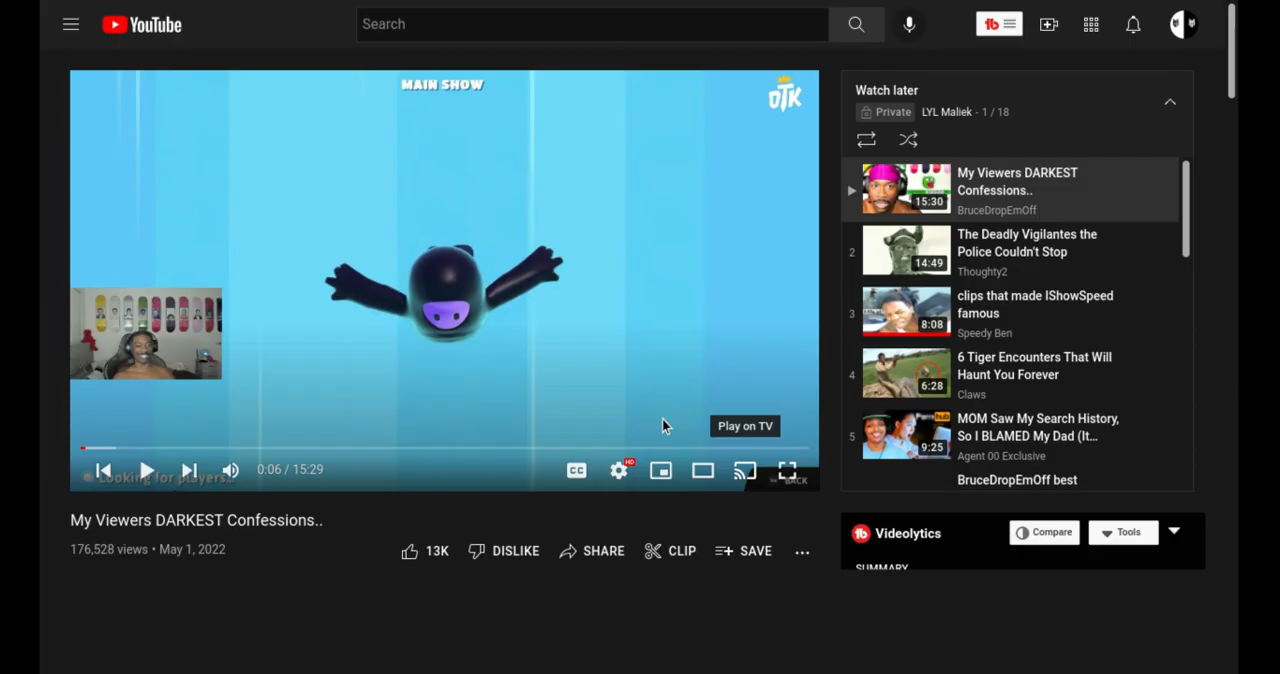 YouTube
Search
MAIN SHOW
DTK
Play on TV
HD
CC
0:06 / 15:29
Looking for players...
BACK
My Viewers DARKEST Confessions..
176,528 views • May 1, 2022
13K
DISLIKE
SHARE
CLIP
SAVE
Watch later
Private
LYL Maliek - 1 / 18
15:30
My Viewers DARKEST
Confessions..
BruceDropEmOff
2
14:49
The Deadly Vigilantes the
Police Couldn't Stop
Thoughty2
3
8:08
clips that made IShowSpeed
famous
Speedy Ben
4
6:28
6 Tiger Encounters That Will
Haunt You Forever
Claws
5
hub
9:25
MOM Saw My Search History,
So I BLAMED My Dad (It...
Agent 00 Exclusive
BruceDropEmOff best
Videolytics
Compare
Tools
SUMMARY